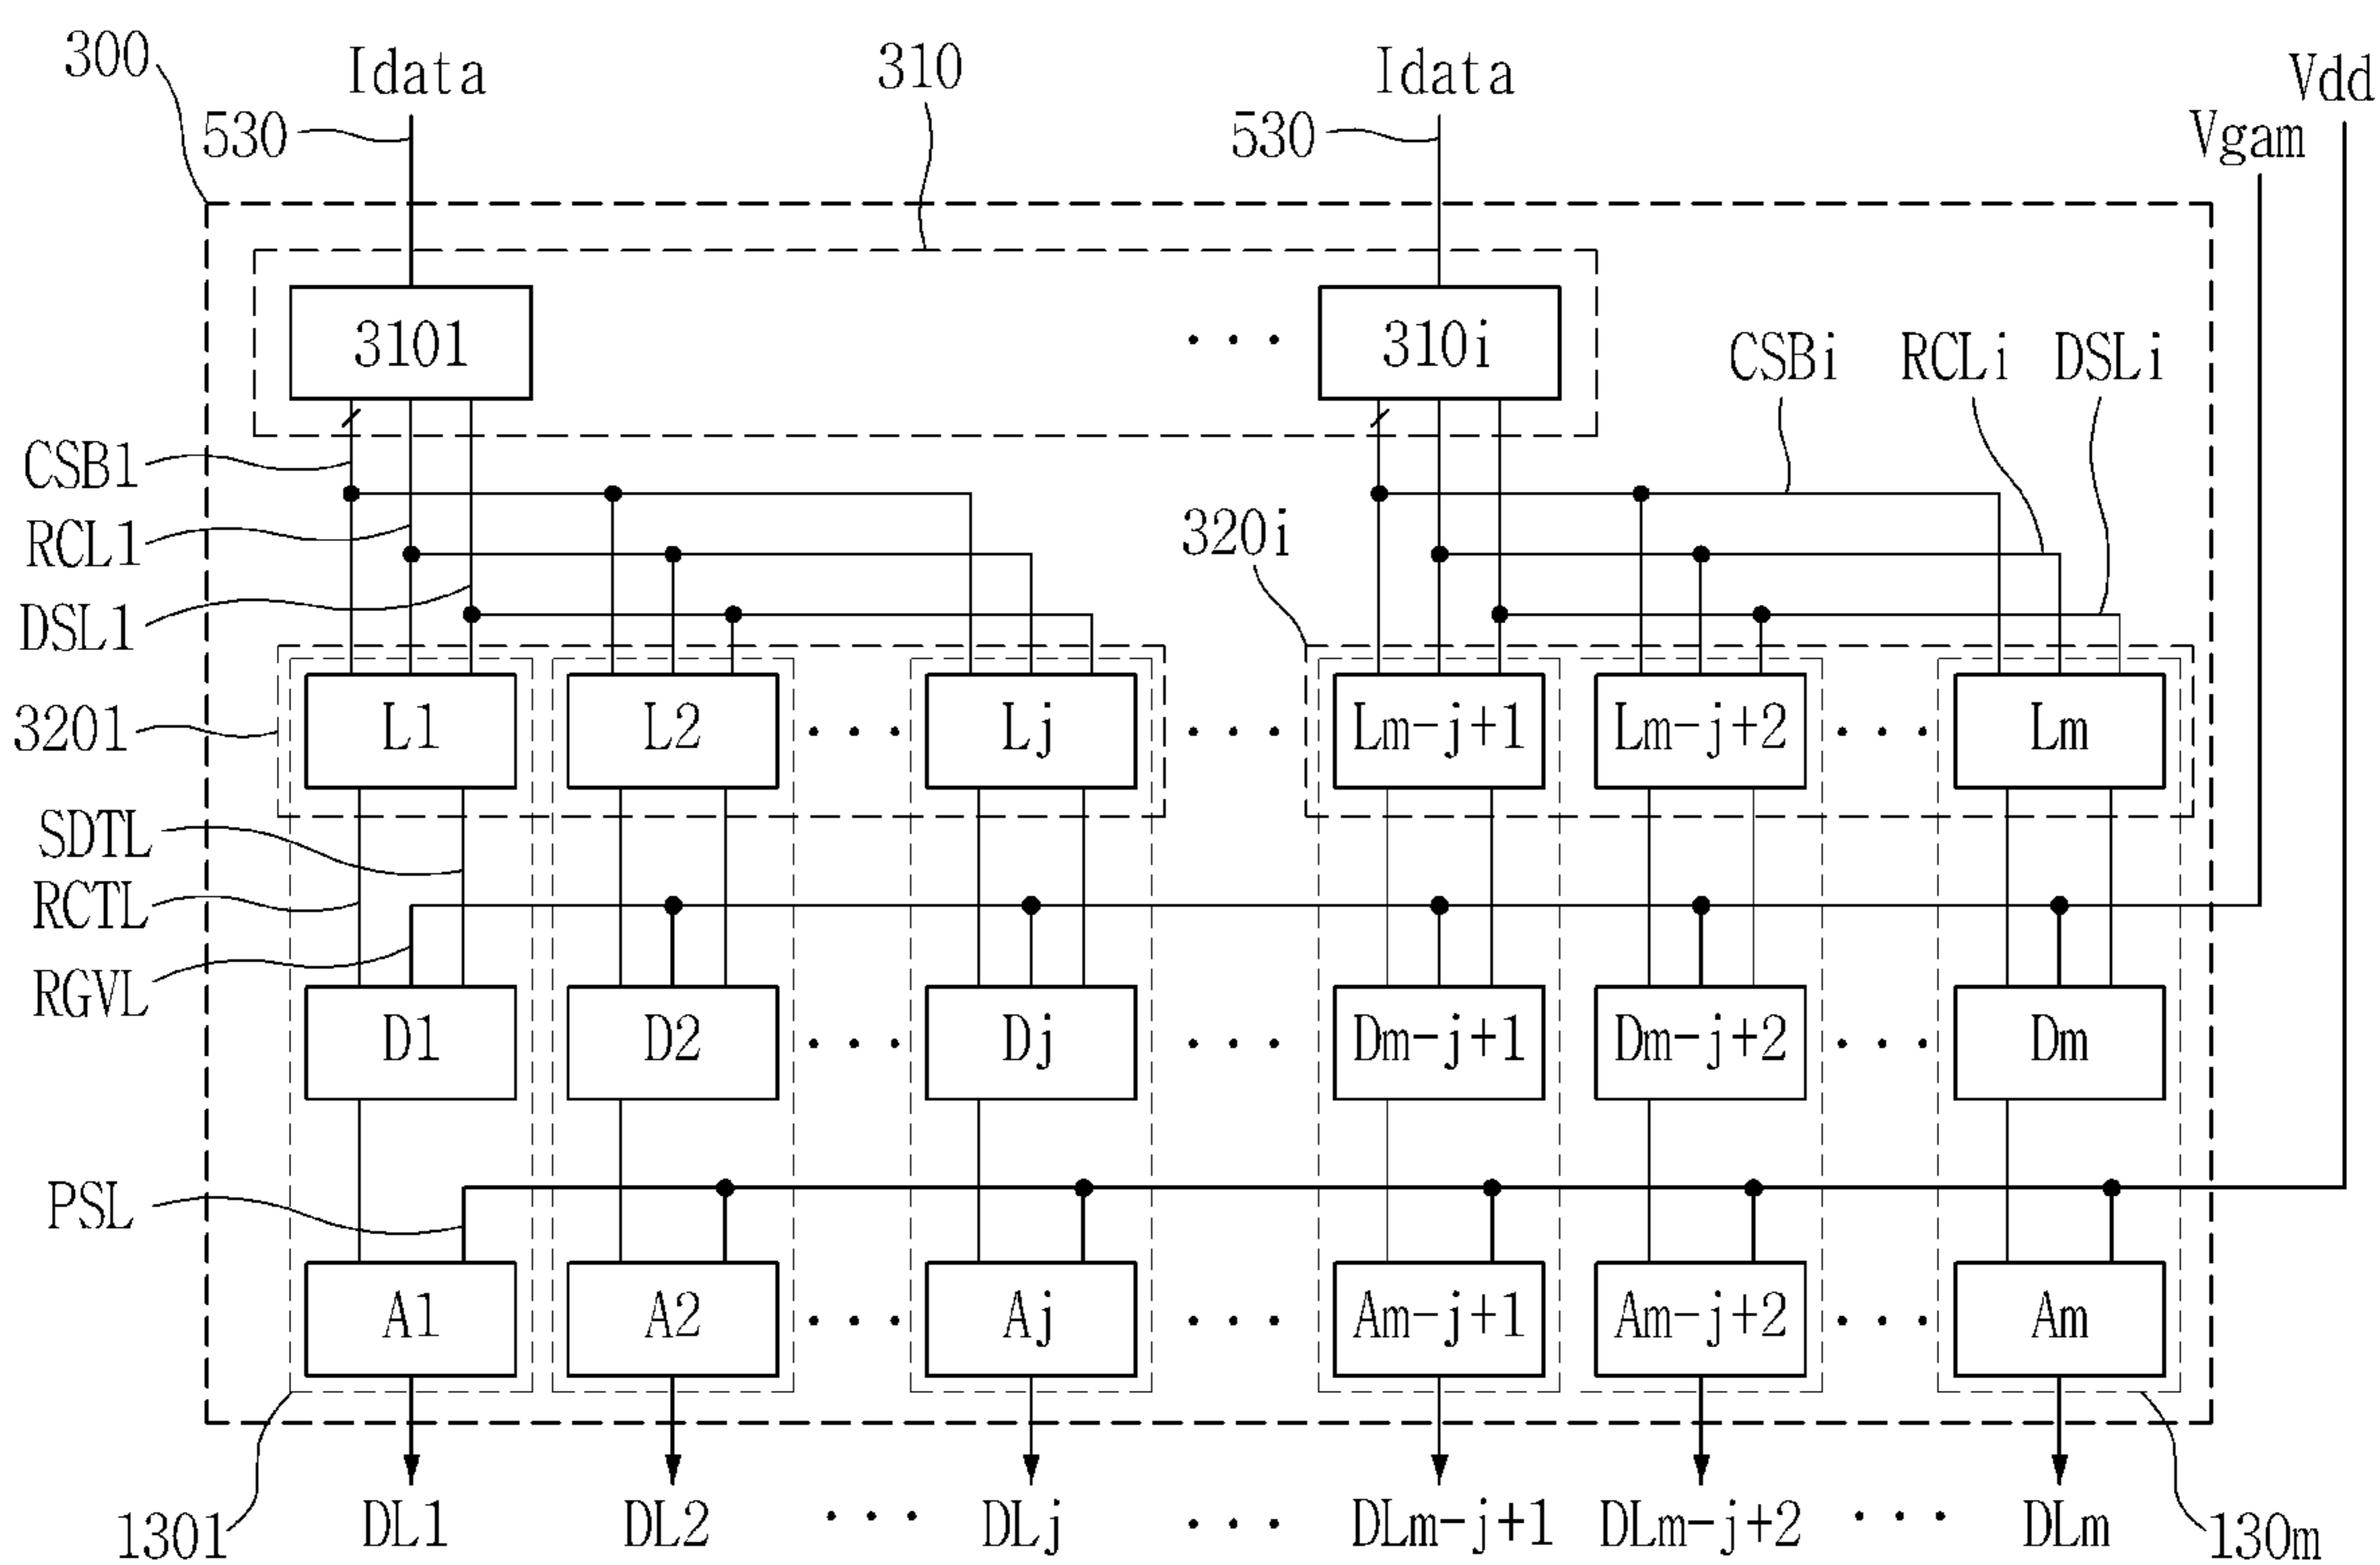 300
Idata
310
Idata
Vdd
530
530
Vgam
3101
...
310i
CSBi
RCLi
DSLi
CSB1
RCL1
320i
DSL1
3201
L1
L2
...
Lj
...
Lm-j+1
Lm-j+2
...
Lm
SDTL
RCTL
RGVL
D1
D2
...
Dj
...
Dm-j+1
Dm-j+2
...
Dm
PSL
A1
A2
...
Aj
...
Am-j+1
Am-j+2
...
Am
1301
DL1
DL2
...
DLj
...
DLm-j+1
DLm-j+2
...
DLm
130m